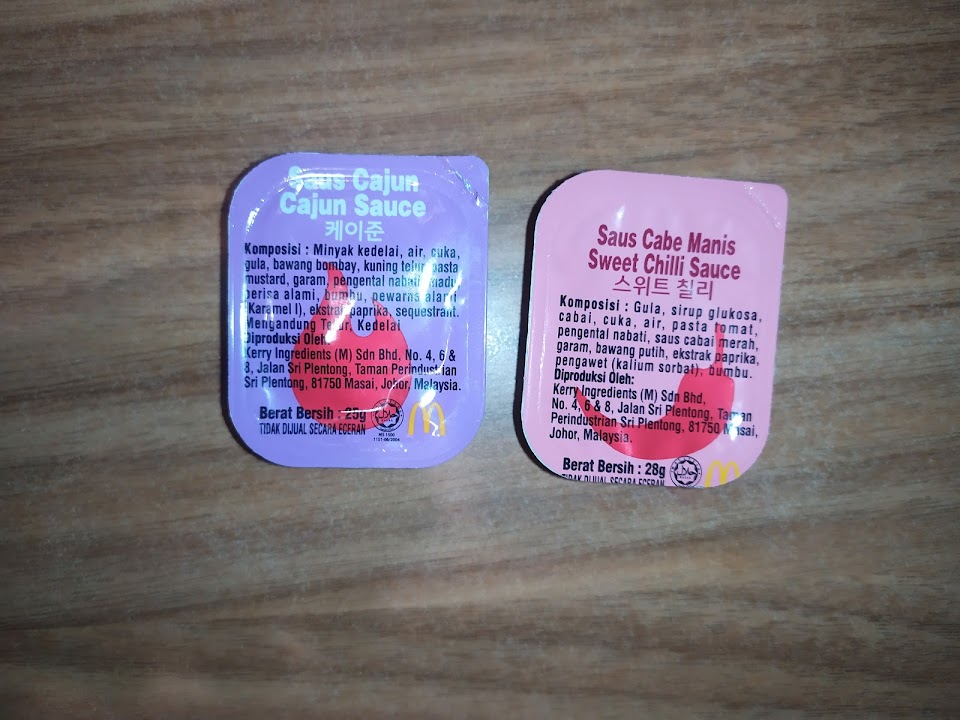 Saus Cajun
Cajun Sauce
케이준
Komposisi : Minyak kedelai, air, cuka,
gula, bawang bombay, kuning telur, pasta
mustard, garam, pengental nabati, madu,
perisa alami, bumbu, pewarna alami
(Karamel I), ekstrak paprika, sequestrant.
Mengandung Telur, Kedelai
Diproduksi Oleh:
Kerry Ingredients (M) Sdn Bhd, No. 4, 6 &
8, Jalan Sri Plentong, Taman Perindustrian
Sri Plentong, 81750 Masai, Johor, Malaysia.
Berat Bersih : 25g
TIDAK DIJUAL SECARA ECERAN
MS 1500
Saus Cabe Manis
Sweet Chilli Sauce
스위트 칠리
Komposisi : Gula, sirup glukosa,
cabai, cuka, air, pasta tomat,
pengental nabati, saus cabai merah,
garam, bawang putih, ekstrak paprika,
pengawet (kalium sorbat), bumbu.
Diproduksi Oleh:
Kerry Ingredients (M) Sdn Bhd,
No. 4, 6 & 8, Jalan Sri Plentong, Taman
Perindustrian Sri Plentong, 81750 Masai,
Johor, Malaysia.
Berat Bersih : 28g
TIDAK DIJUAL SECARA ECERAN